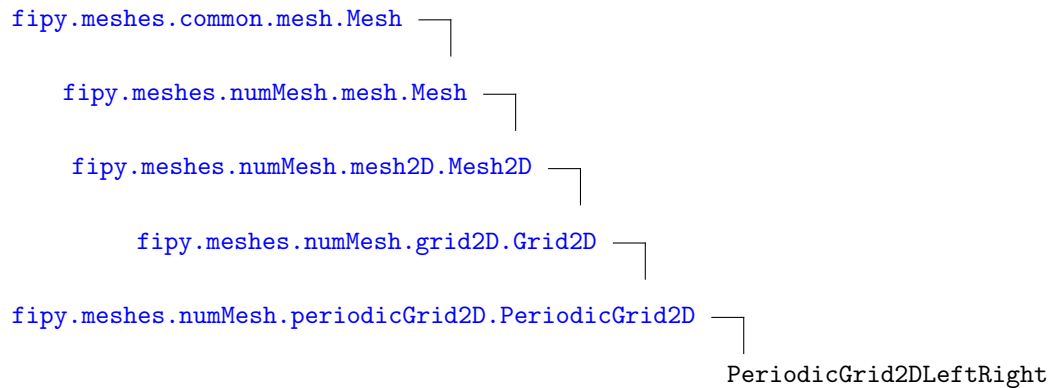 fipy.meshes.common.mesh.Mesh
fipy.meshes.numMesh.mesh.Mesh
fipy.meshes.numMesh.mesh2D.Mesh2D
fipy.meshes.numMesh.grid2D.Grid2D
fipy.meshes.numMesh.periodicGrid2D.PeriodicGrid2D
PeriodicGrid2DLeftRight